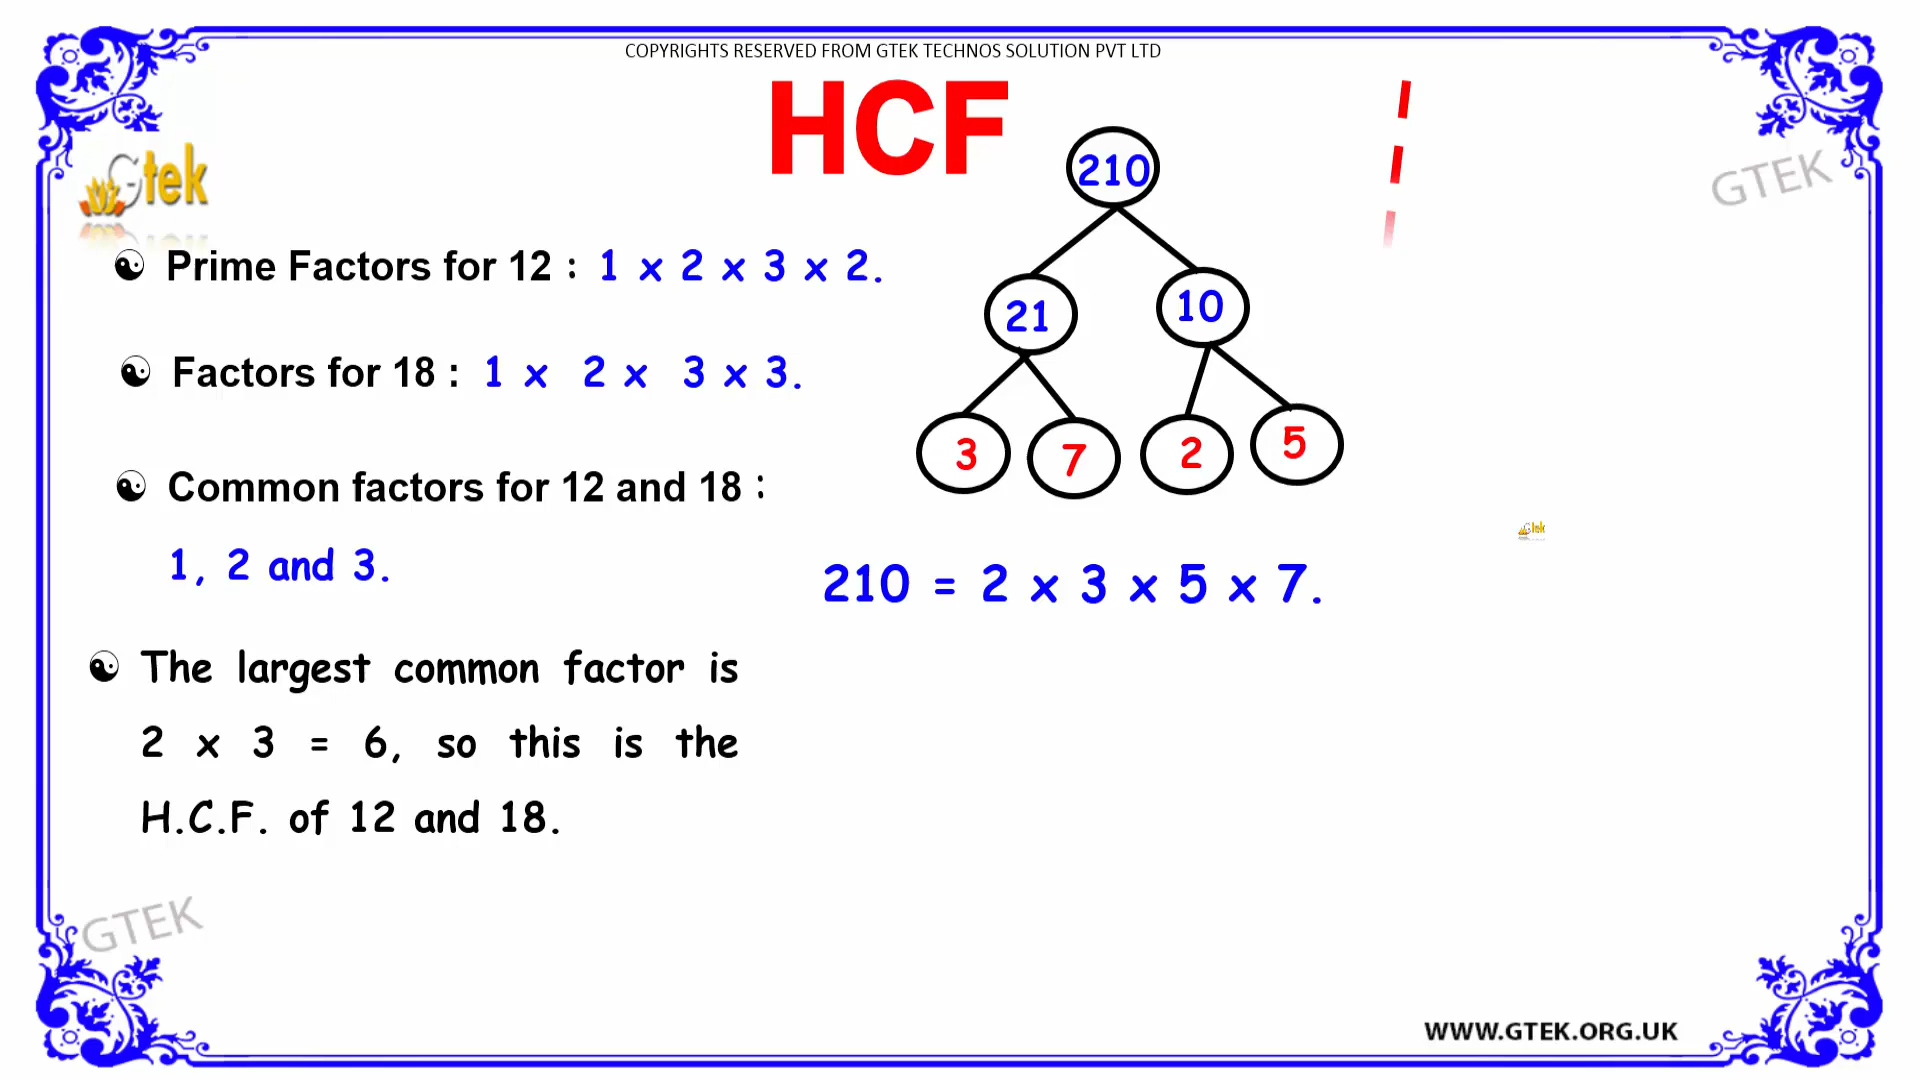 COPYRIGHTS RESERVED FROM GTEK TECHNOS SOLUTION PVT LTD
HCF
Gtek
GTEK
210
21 10
3 7 2 5
Prime Factors for 12 : 1 x 2 x 3 x 2.
Factors for 18 : 1 x 2 x 3 x 3.
Common factors for 12 and 18 :
1, 2 and 3.
Gtek
210 = 2 x 3 x 5 x 7.
The largest common factor is
2 x 3 = 6, so this is the
H.C.F. of 12 and 18.
GTEK
WWW.GTEK.ORG.UK